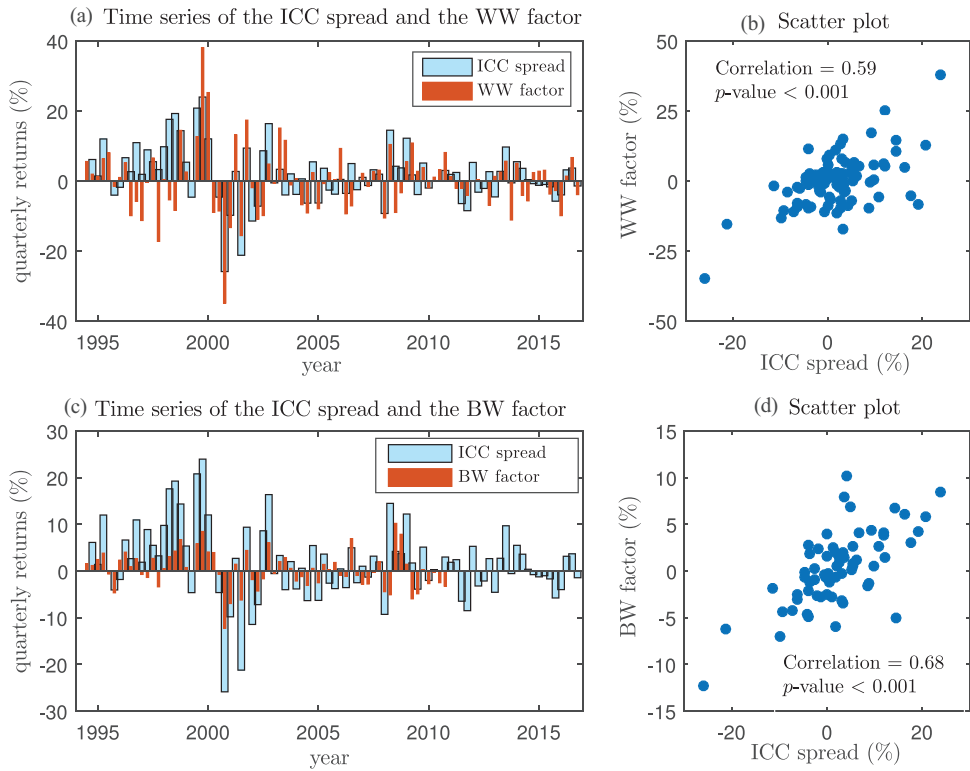 (a) Time series of the ICC spread and the WW factor
quarterly returns (%)
40
20
0
-20
-40
ICC spread
WW factor
1995
2000
2005
2010
2015
year
(b) Scatter plot
WW factor (%)
50
25
0
-25
-50
Correlation = 0.59
p-value < 0.001
-20
0
20
ICC spread (%)
(c) Time series of the ICC spread and the BW factor
quarterly returns (%)
30
20
10
0
-10
-20
-30
ICC spread
BW factor
1995
2000
2005
2010
2015
year
(d) Scatter plot
BW factor (%)
15
10
5
0
-5
-10
-15
Correlation = 0.68
p-value < 0.001
-20
0
20
ICC spread (%)